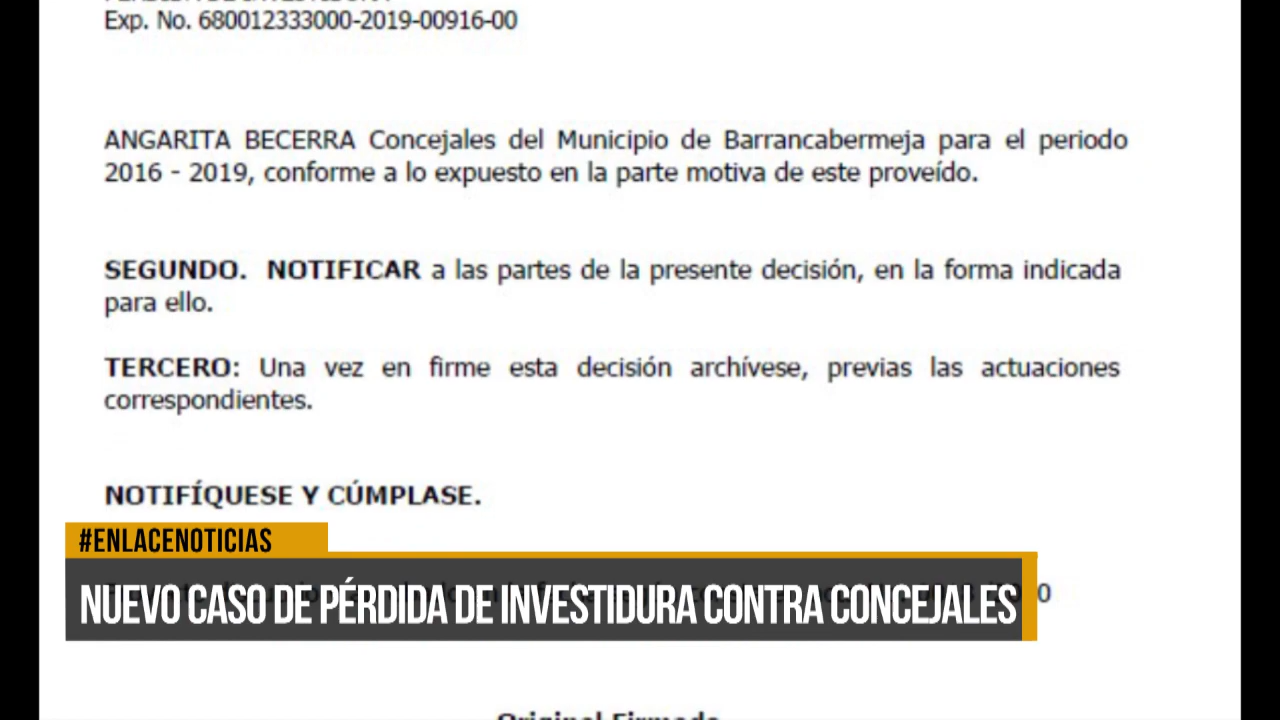 Exp. No. 680012333000-2019-00916-00
ANGARITA BECERRA Concejales del Municipio de Barrancabermeja para el periodo
2016 - 2019, conforme a lo expuesto en la parte motiva de este proveído.
SEGUNDO. NOTIFICAR a las partes de la presente decisión, en la forma indicada
para ello.
TERCERO: Una vez en firme esta decisión archívese, previas las actuaciones
correspondientes.
NOTIFÍQUESE Y CÚMPLASE.
#ENLACENOTICIAS
NUEVO CASO DE PÉRDIDA DE INVESTIDURA CONTRA CONCEJALES
Original Firmado